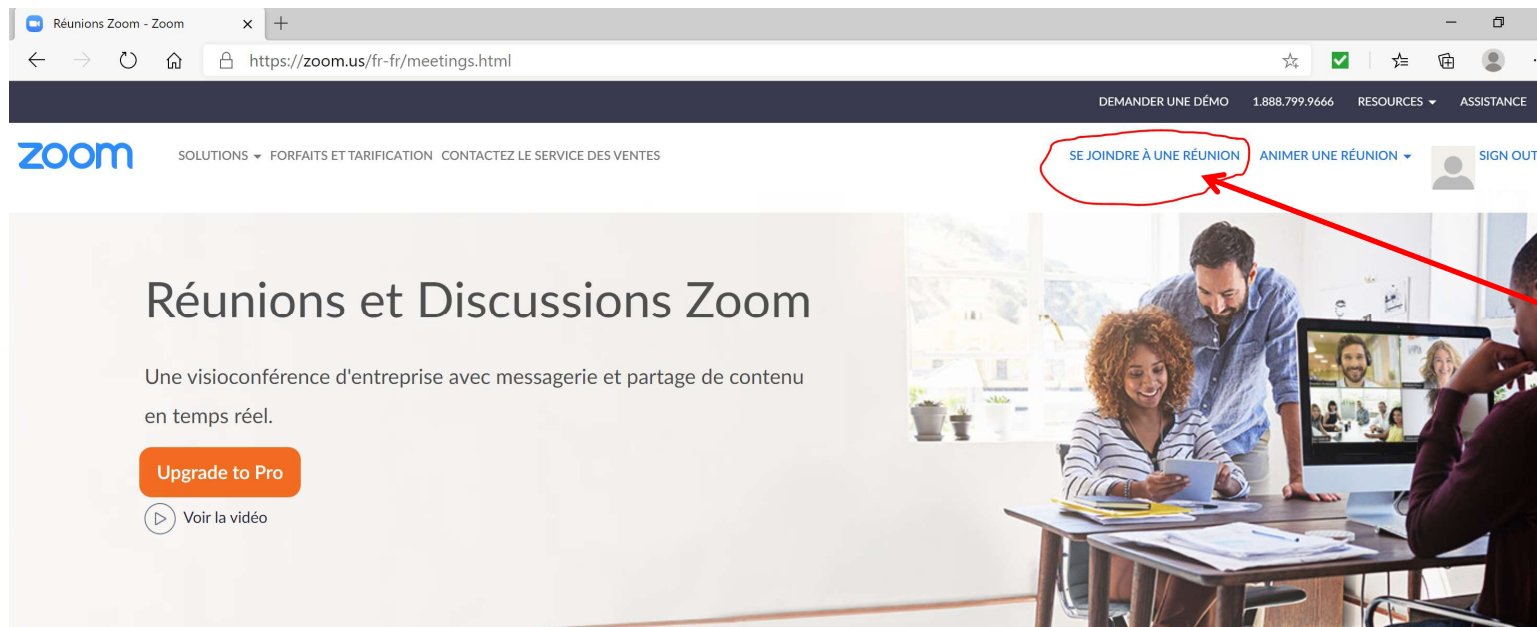 Réunions Zoom - Zoom
https://zoom.us/fr-fr/meetings.html
DEMANDER UNE DÉMO 1.888.799.9666 RESOURCES ASSISTANCE
zoom SOLUTIONS FORFAITS ET TARIFICATION CONTACTEZ LE SERVICE DES VENTES SE JOINDRE À UNE RÉUNION ANIMER UNE RÉUNION SIGN OUT
Réunions et Discussions Zoom
Une visioconférence d'entreprise avec messagerie et partage de contenu
en temps réel.
Upgrade to Pro
Voir la vidéo